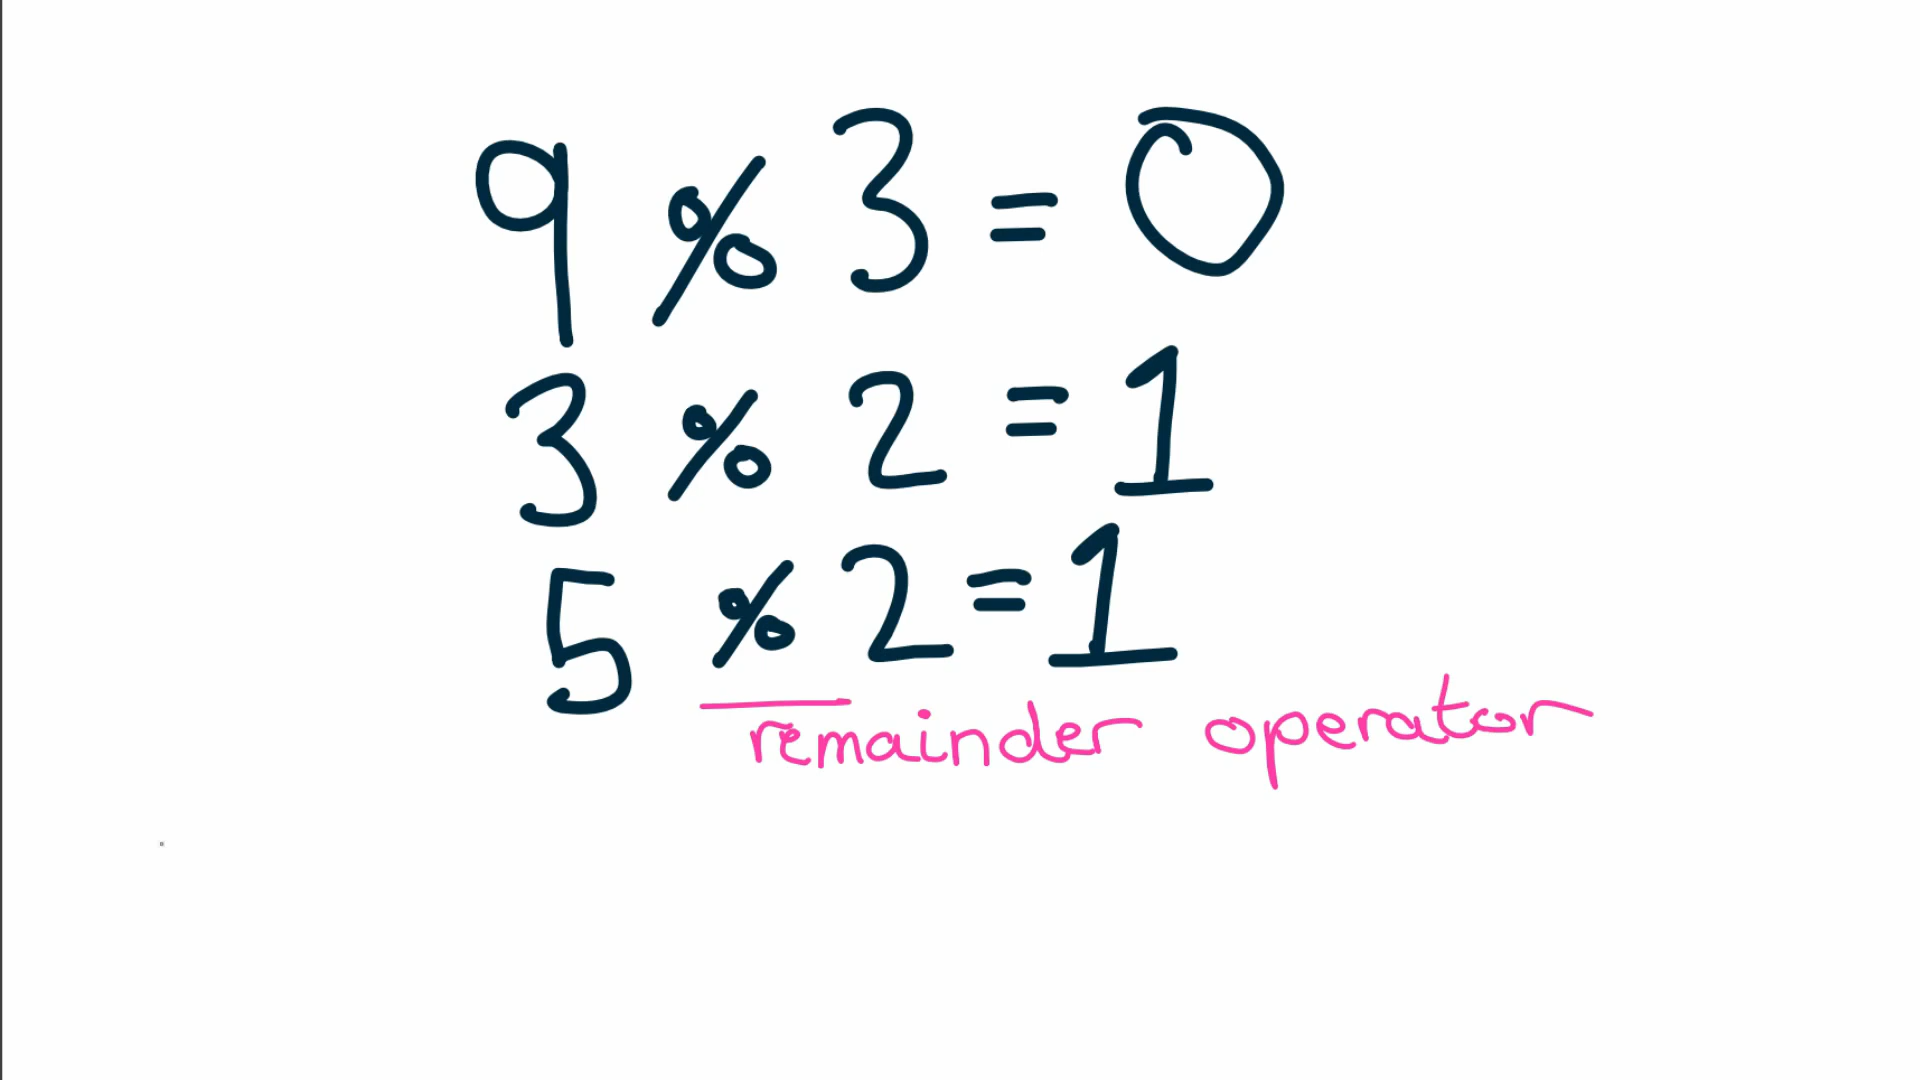 9 % 3 = 0
3 % 2 = 1
5 % 2 = 1
remainder operator